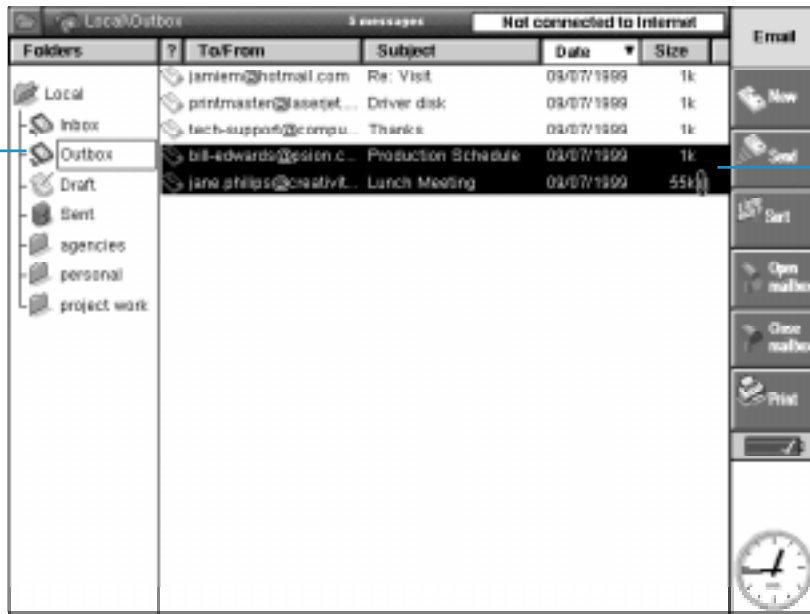 Local\Outbox 5 messages Not connected to Internet
Email
Folders ? To/From Subject Date Size
Local
Inbox
Outbox
Draft
Sent
agencies
personal
project work
jamiem@hotmail.com Re: Visit 09/07/1999 1k
printmaster@laserjet... Driver disk 09/07/1999 1k
tech-support@compu... Thanks 09/07/1999 1k
bill-edwards@psion.c... Production Schedule 09/07/1999 1k
jane.philips@creativit... Lunch Meeting 09/07/1999 55k
New
Send
Sort
Open
mailbox
Close
mailbox
Print